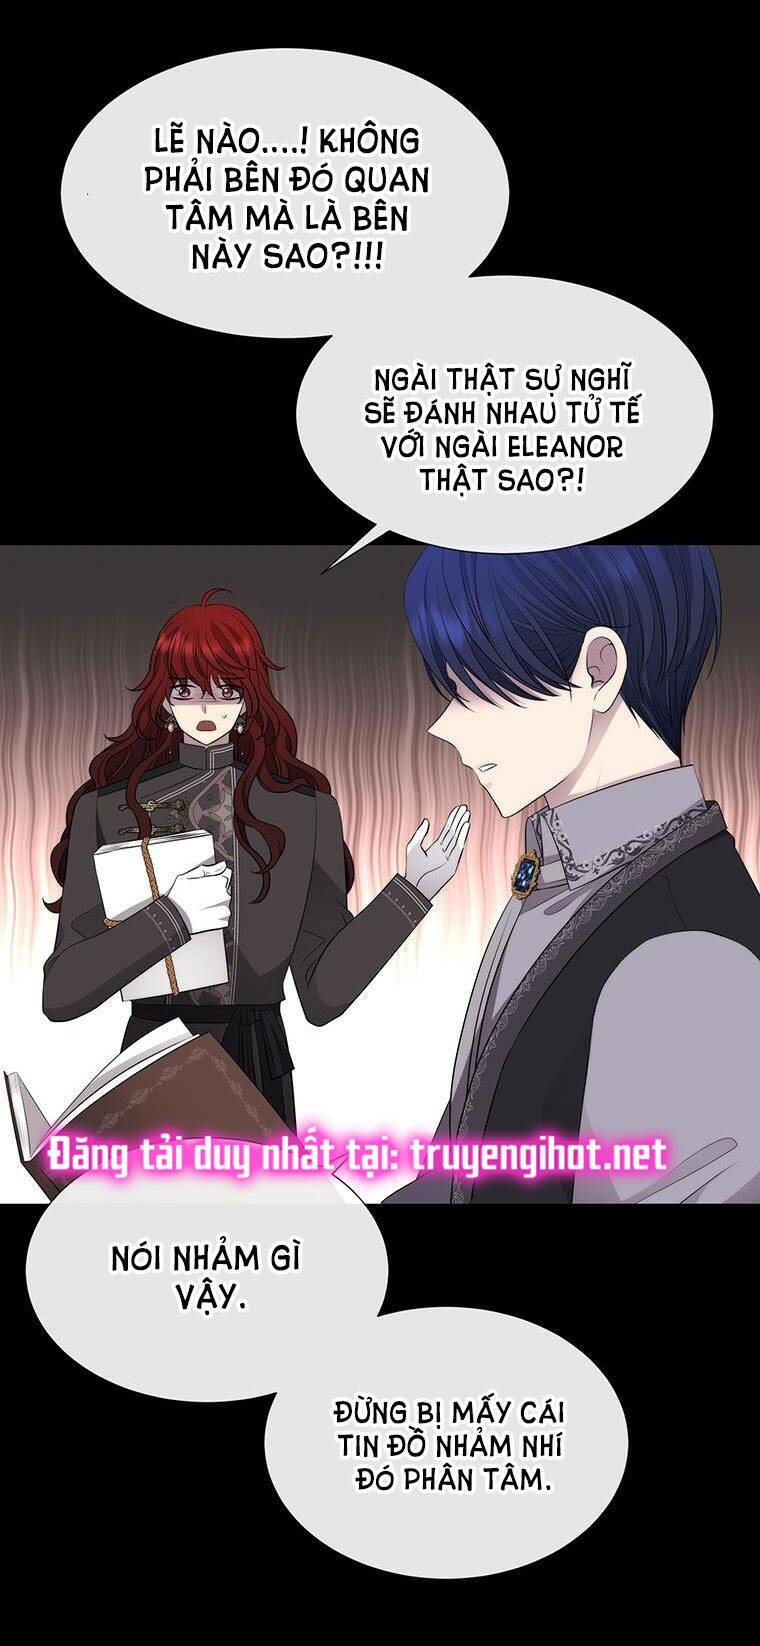 LẼ NÀO....! KHÔNG
PHẢI BÊN ĐÓ QUAN
TÂM MÀ LÀ BÊN
NÀY SAO?!!!
NGÀI THẬT SỰ NGHĨ
SẼ ĐÁNH NHAU TỬ TẾ
VỚI NGÀI ELEANOR
THẬT SAO?!
Đăng tải duy nhất tại: truyengihot.net
NÓI NHẢM GÌ
VẬY.
ĐỪNG BỊ MẤY CÁI
TIN ĐỒ NHẢM NHÍ
ĐÓ PHÂN TÂM.